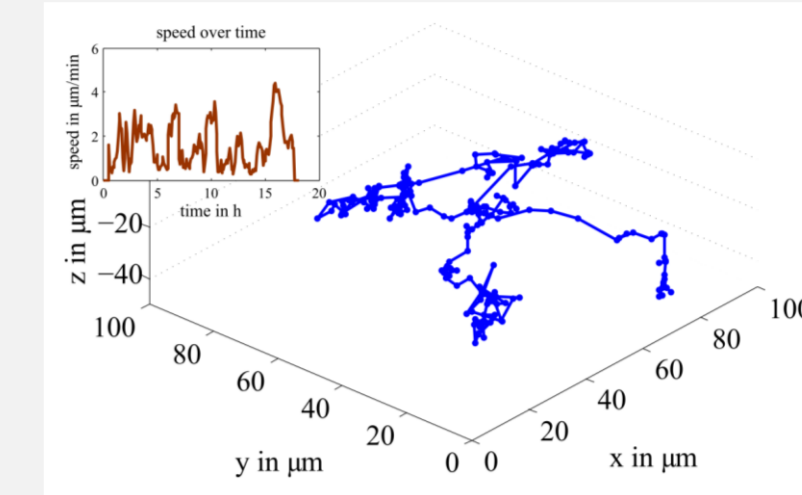 speed over time
6
4
2
0
speed in μm/min
0 5 10 15 20
time in h
z in μm
−20
−40
100
80
60
40
20
0
y in μm
0
20
40
60
80
100
x in μm